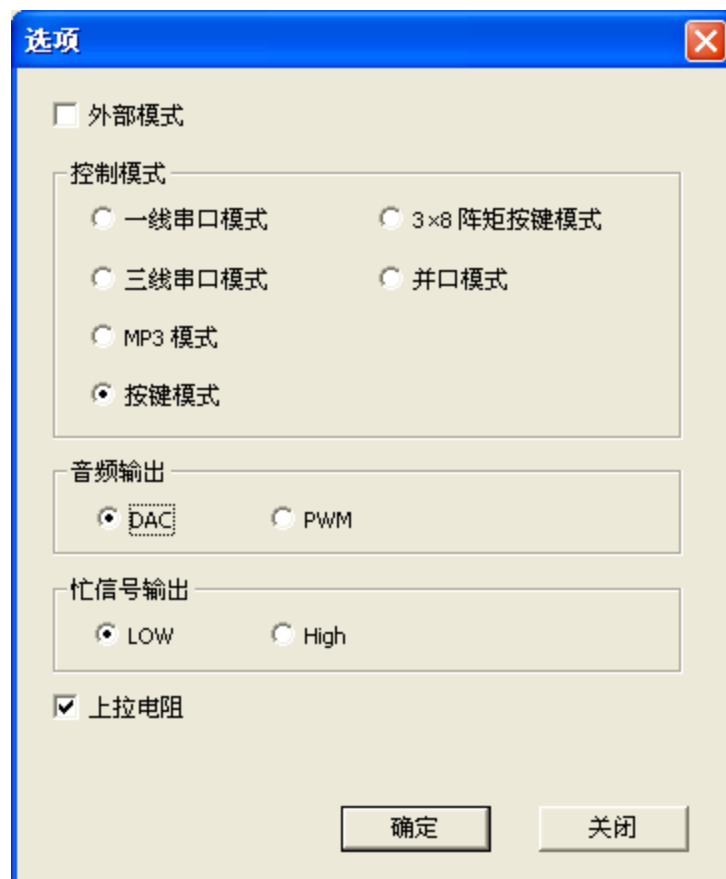 选项
外部模式
控制模式
一线串口模式
3×8 阵矩按键模式
三线串口模式
并口模式
MP3 模式
按键模式
音频输出
DAC
PWM
忙信号输出
LOW
High
上拉电阻
确定
关闭